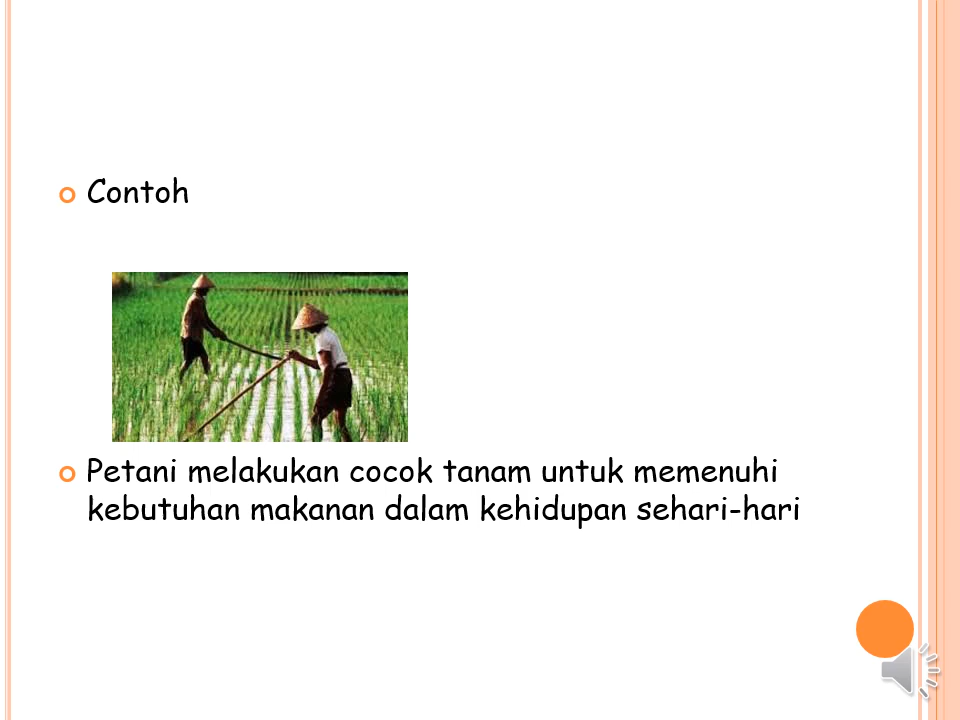 Contoh
Petani melakukan cocok tanam untuk memenuhi
kebutuhan makanan dalam kehidupan sehari-hari